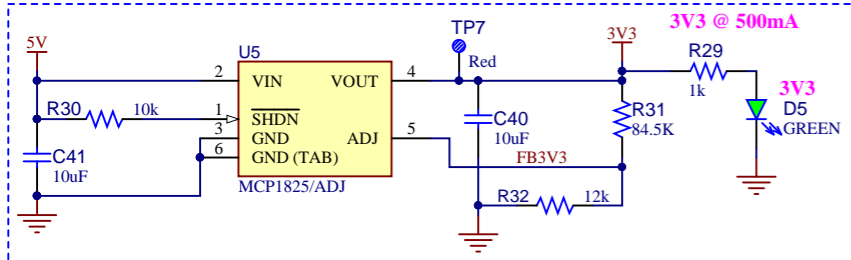 3V3 @ 500mA
TP7
5V
3V3
U5
Red
R29
2
VIN
VOUT
4
1k
3V3
R30
10k
1
SHDN
R31
D5
C40
84.5K
GREEN
3
GND
ADJ
5
10uF
C41
6
GND (TAB)
FB3V3
10uF
MCP1825/ADJ
R32
12k